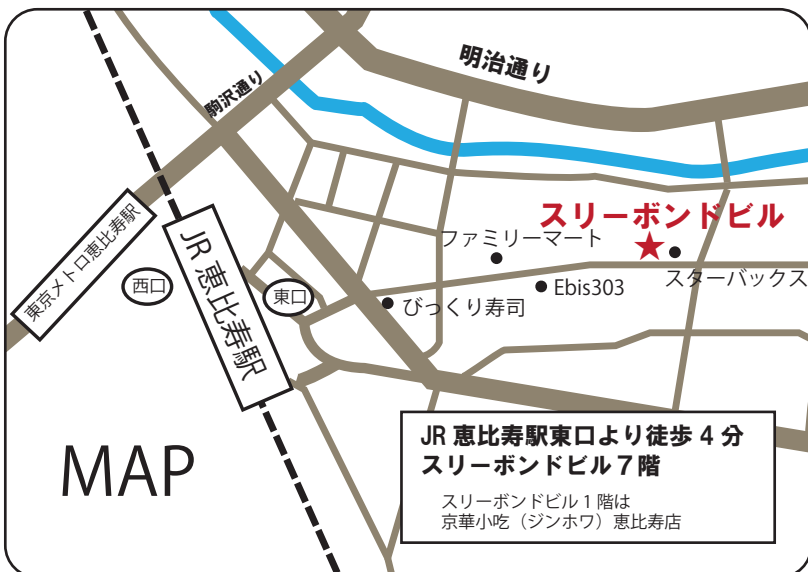 明治通り
駒沢通り
スリーボンドビル
ファミリーマート
スターバックス
東京メトロ恵比寿駅
西口
JR 恵比寿駅
東口
Ebis303
びっくり寿司
MAP
JR 恵比寿駅東口より徒歩 4 分
スリーボンドビル 7 階
スリーボンドビル 1 階は
京華小吃（ジンホワ）恵比寿店